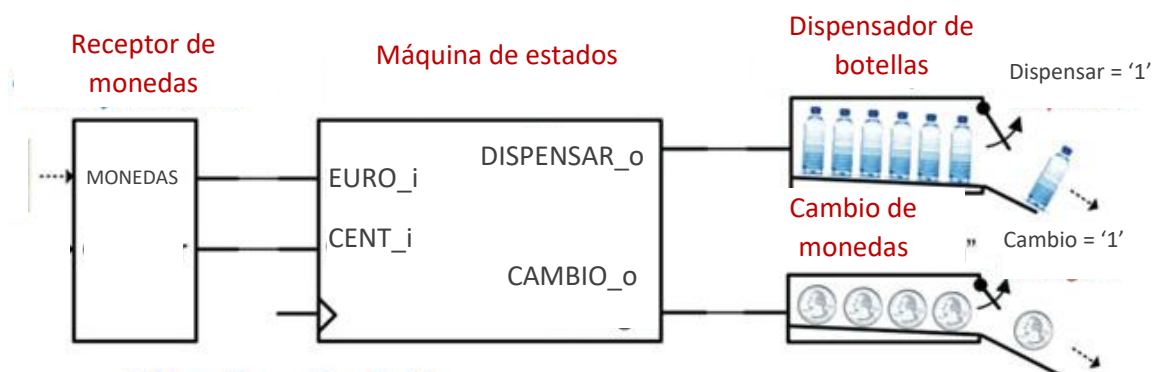 Receptor de
monedas
Máquina de estados
Dispensador de
botellas
Dispensar = ‘1’
MONEDAS
EURO_i
CENT_i
DISPENSAR_o
CAMBIO_o
Cambio de
monedas
” Cambio = ‘1’